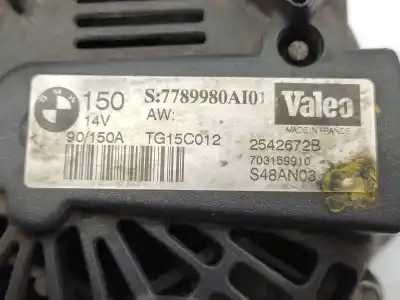 150 S:7789980AI01 Valeo
14V AW: MADE IN FRANCE
90/150A TG15C012 2542672B
703159910
S48AN03